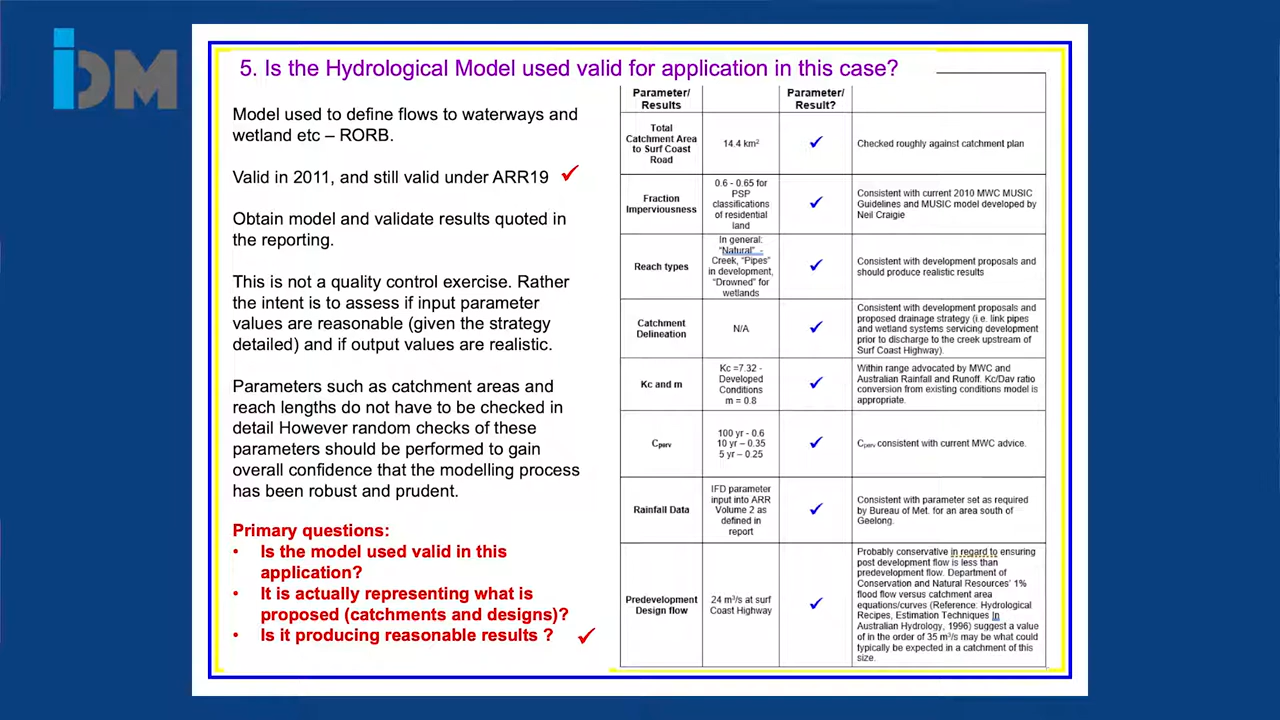 iDM
5. Is the Hydrological Model used valid for application in this case?
Model used to define flows to waterways and
wetland etc – RORB.
Valid in 2011, and still valid under ARR19 ✓
Obtain model and validate results quoted in
the reporting.
This is not a quality control exercise. Rather
the intent is to assess if input parameter
values are reasonable (given the strategy
detailed) and if output values are realistic.
Parameters such as catchment areas and
reach lengths do not have to be checked in
detail However random checks of these
parameters should be performed to gain
overall confidence that the modelling process
has been robust and prudent.
Primary questions:
• Is the model used valid in this
application?
• It is actually representing what is
proposed (catchments and designs)?
• Is it producing reasonable results ? ✓
Parameter/
Results
Parameter/
Result?
Total
Catchment Area
to Surf Coast
Road
14.4 km²
✓
Checked roughly against catchment plan
Fraction
Imperviousness
0.6 - 0.65 for
PSP
classifications
of residential
land
✓
Consistent with current 2010 MWC MUSIC
Guidelines and MUSIC model developed by
Neil Craigie
Reach types
In general:
"Natural" -
Creek, "Pipes"
in development,
"Drowned" for
wetlands
✓
Consistent with development proposals and
should produce realistic results
Catchment
Delineation
N/A
✓
Consistent with development proposals and
proposed drainage strategy (i.e. link pipes
and wetland systems servicing development
prior to discharge to the creek upstream of
Surf Coast Highway).
Kc and m
Kc =7.32 -
Developed
Conditions
m = 0.8
✓
Within range advocated by MWC and
Australian Rainfall and Runoff. Kc/Dav ratio
conversion from existing conditions model is
appropriate.
Cperv
100 yr - 0.6
10 yr – 0.35
5 yr – 0.25
✓
Cperv consistent with current MWC advice.
Rainfall Data
IFD parameter
input into ARR
Volume 2 as
defined in
report
✓
Consistent with parameter set as required
by Bureau of Met. for an area south of
Geelong.
Predevelopment
Design flow
24 m³/s at surf
Coast Highway
✓
Probably conservative in regard to ensuring
post development flow is less than
predevelopment flow. Department of
Conservation and Natural Resources' 1%
flood flow versus catchment area
equations/curves (Reference: Hydrological
Recipes, Estimation Techniques In
Australian Hydrology, 1996) suggest a value
of in the order of 35 m³/s may be what could
typically be expected in a catchment of this
size.